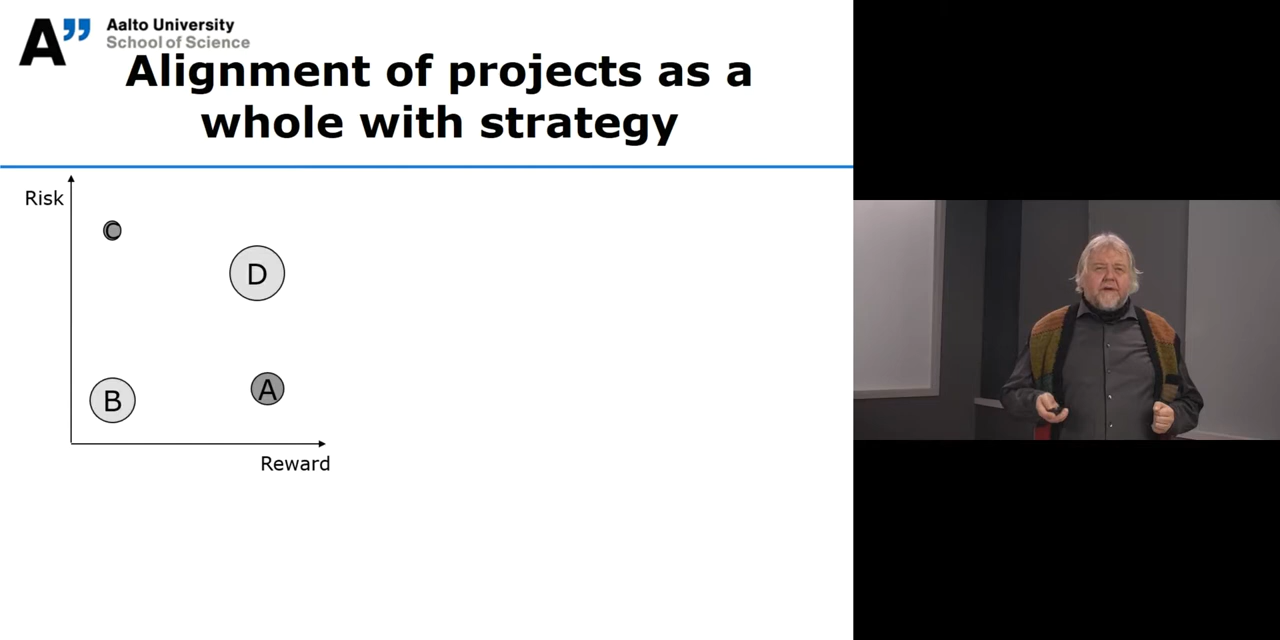 A”
Aalto University
School of Science
Alignment of projects as a
whole with strategy
Risk
C
D
B
A
Reward